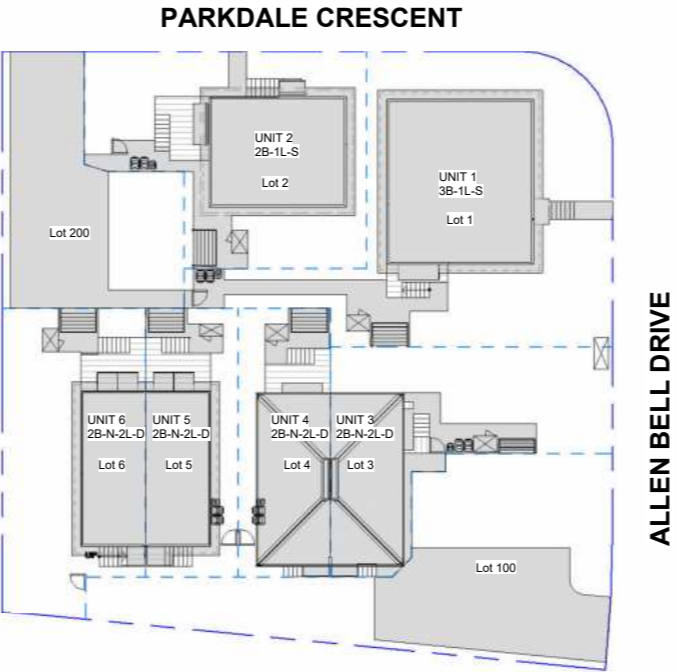 PARKDALE CRESCENT
UNIT 2
2B-1L-S
Lot 2
UNIT 1
3B-1L-S
Lot 1
Lot 200
ALLEN BELL DRIVE
UNIT 6
2B-N-2L-D
Lot 6
UNIT 5
2B-N-2L-D
Lot 5
UNIT 4
2B-N-2L-D
Lot 4
UNIT 3
2B-N-2L-D
Lot 3
Lot 100